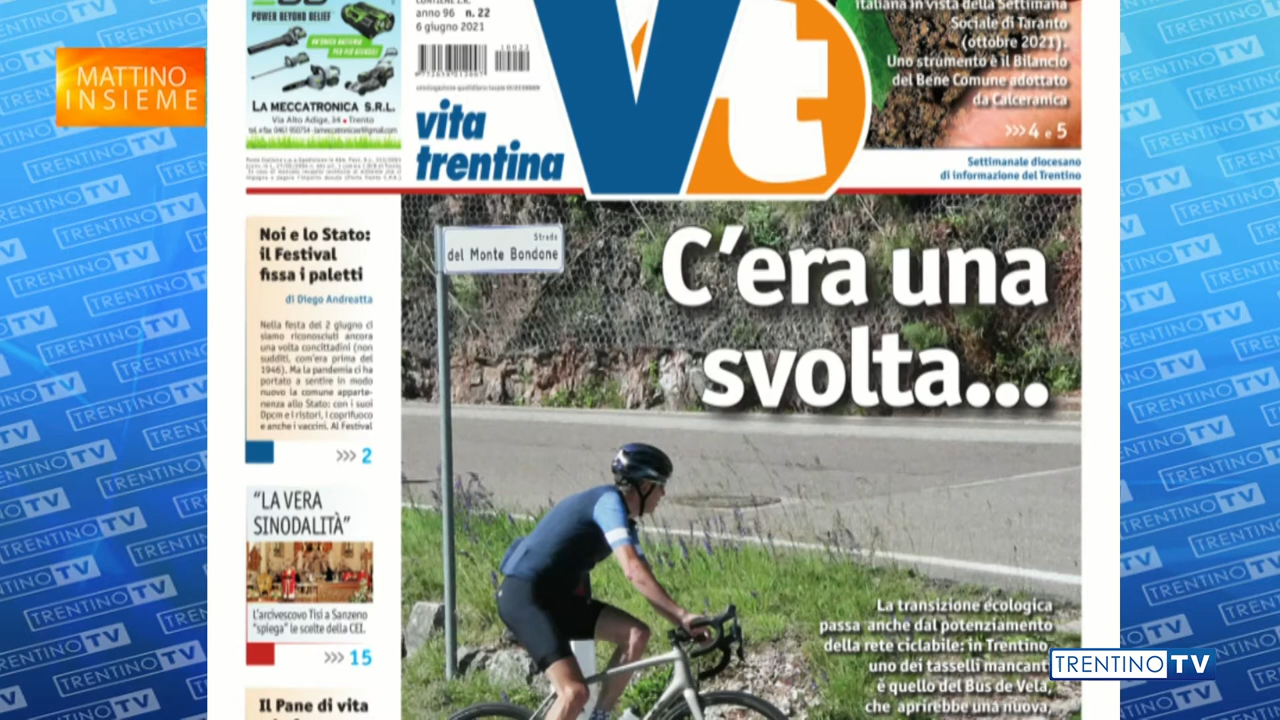 MATTINO
INSIEME
POWER BEYOND BELIEF
LA MECCATRONICA S.R.L.
Via Alto Adige, 34 • Trento
anno 96 n. 22
6 giugno 2021
vita
trentina
Vt
italiana in vista della Settimana
Sociale di Taranto
(ottobre 2021).
Uno strumento è il Bilancio
del Bene Comune adottato
da Calceranica
>>> 4 e 5
Settimanale diocesano
di informazione del Trentino
Noi e lo Stato:
il Festival
fissa i paletti
di Diego Andreatta
Nella festa del 2 giugno ci
siamo riconosciuti ancora
una volta concittadini (non
sudditi, com'era prima del
1946). Ma la pandemia ci ha
portato a sentire in modo
nuovo la comune apparte-
nenza allo Stato: con i suoi
Dpcm e i ristori, i coprifuoco
e anche i vaccini. Al Festival
>>> 2
"LA VERA
SINODALITÀ"
L'arcivescovo Tisi a Sanzeno
"spiega" le scelte della CEI.
>>> 15
Il Pane di vita
Strada
del Monte Bondone
C'era una
svolta...
La transizione ecologica
passa anche dal potenziamento
della rete ciclabile: in Trentino,
uno dei tasselli mancanti
è quello del Bus de Vela,
che aprirebbe una nuova,
TRENTINO TV